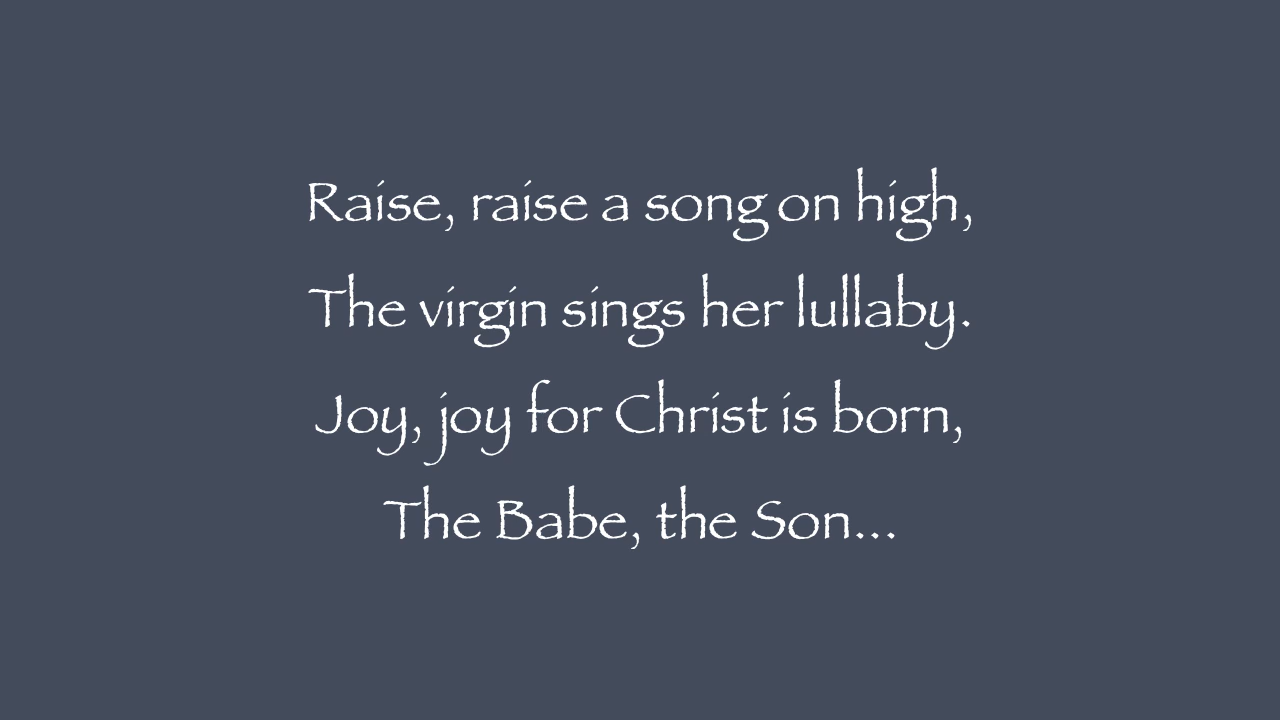 Raise, raise a song on high,
The virgin sings her lullaby.
Joy, joy for Christ is born,
The Babe, the Son...